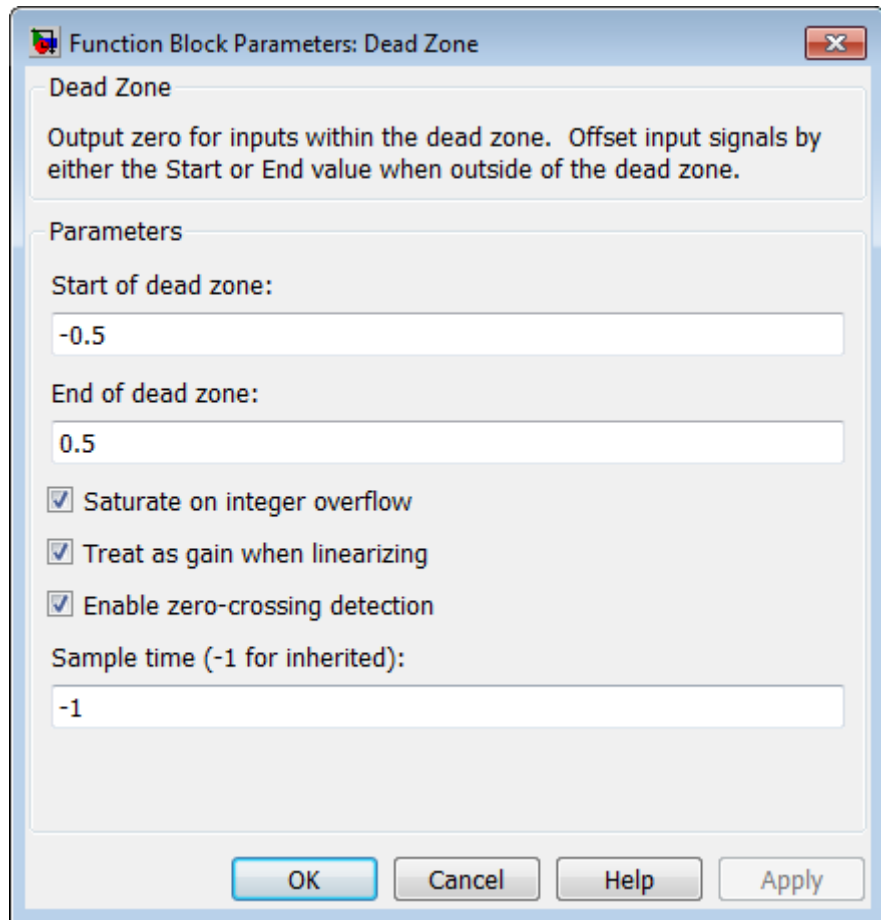 Function Block Parameters: Dead Zone
Dead Zone
Output zero for inputs within the dead zone.  Offset input signals by
either the Start or End value when outside of the dead zone.
Parameters
Start of dead zone:
-0.5
End of dead zone:
0.5
Saturate on integer overflow
Treat as gain when linearizing
Enable zero-crossing detection
Sample time (-1 for inherited):
-1
OK Cancel Help Apply